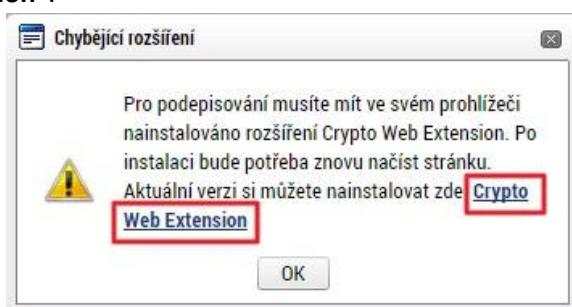 Chybějící rozšíření
Pro podepisování musíte mít ve svém prohlížeči
nainstalováno rozšíření Crypto Web Extension. Po
instalaci bude potřeba znovu načíst stránku.
Aktuální verzi si můžete nainstalovat zde Crypto
Web Extension
OK